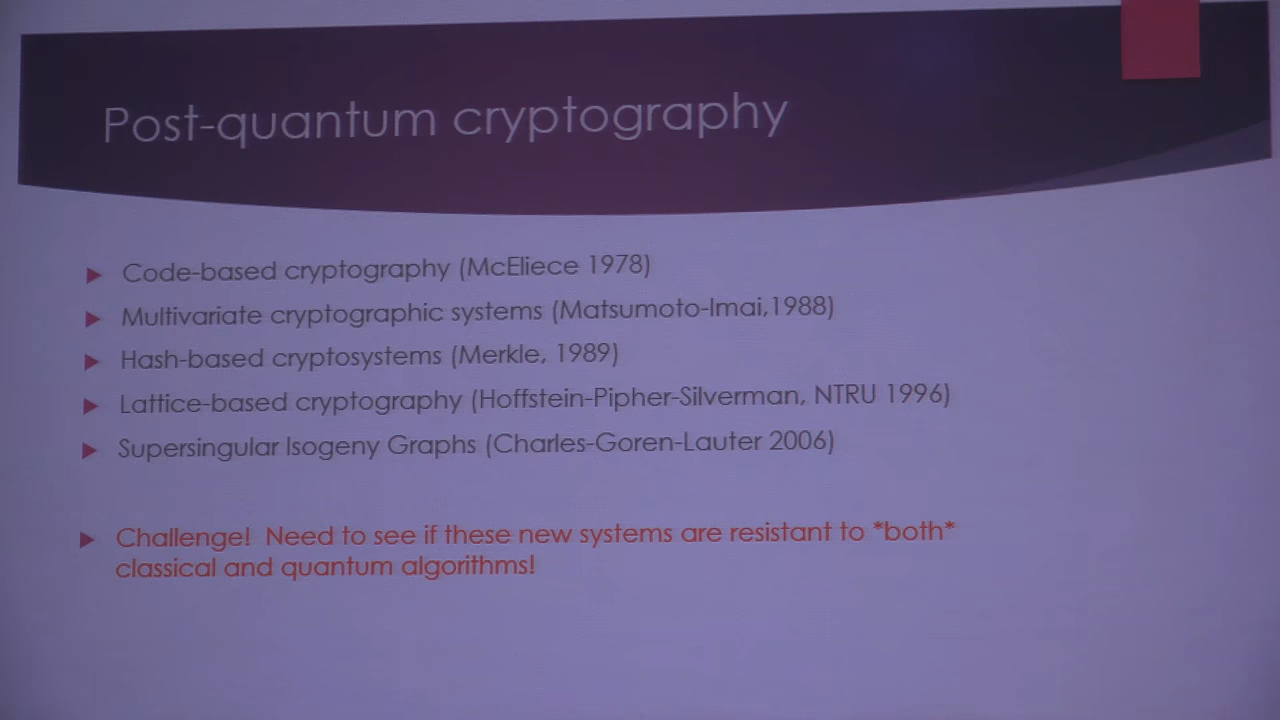 Post-quantum cryptography
Code-based cryptography (McEliece 1978)
Multivariate cryptographic systems (Matsumoto-Imai,1988)
Hash-based cryptosystems (Merkle, 1989)
Lattice-based cryptography (Hoffstein-Pipher-Silverman, NTRU 1996)
Supersingular Isogeny Graphs (Charles-Goren-Lauter 2006)
Challenge! Need to see if these new systems are resistant to *both*
classical and quantum algorithms!